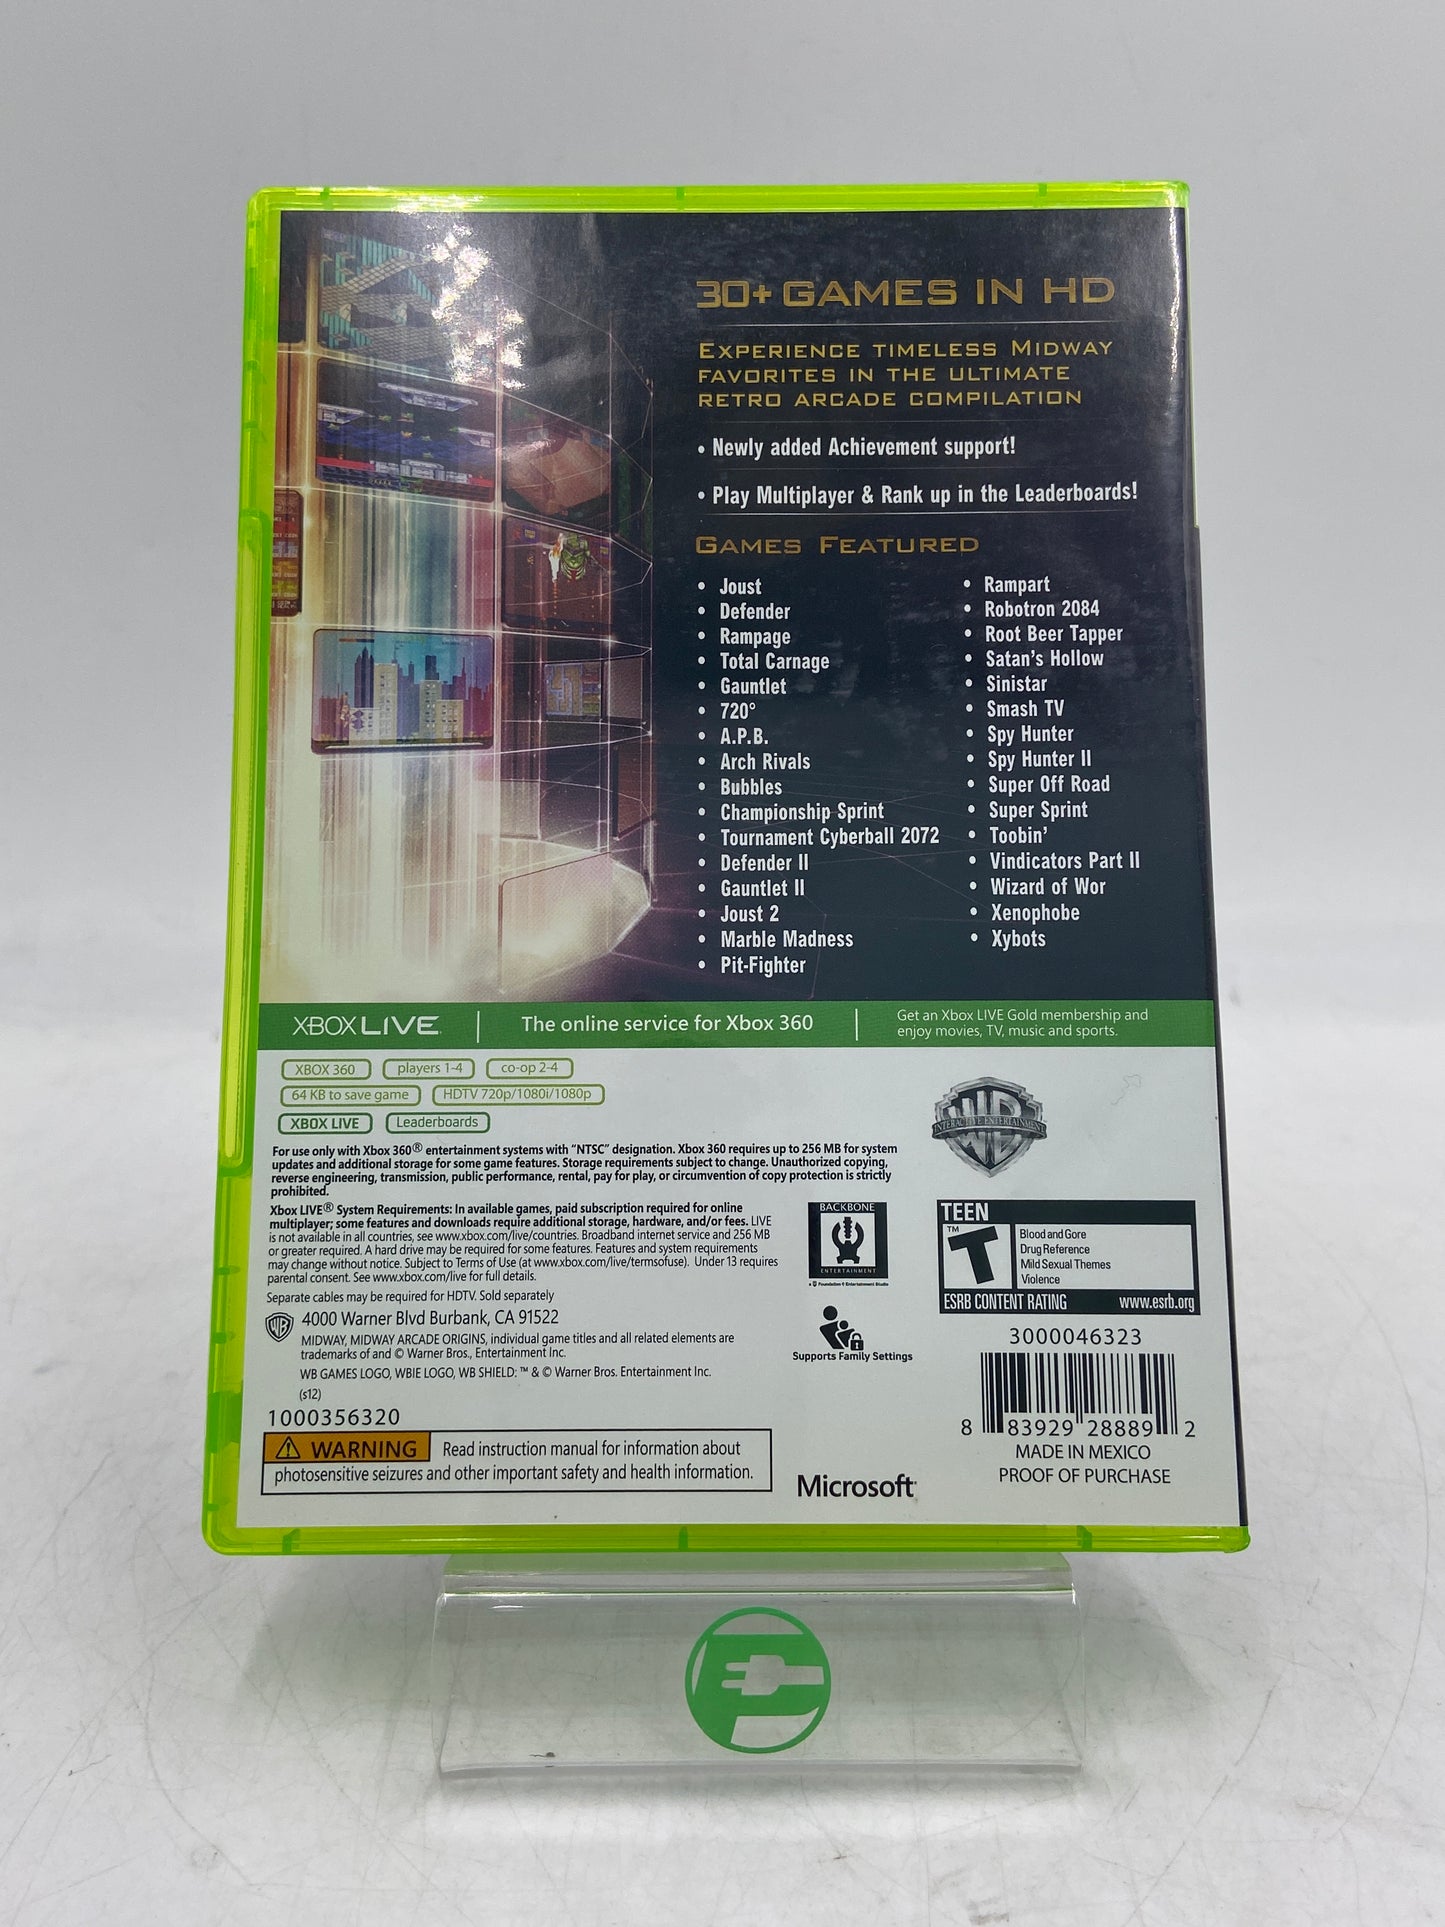 30+ GAMES IN HD
EXPERIENCE TIMELESS MIDWAY
FAVORITES IN THE ULTIMATE
RETRO ARCADE COMPILATION
• Newly added Achievement support!
• Play Multiplayer & Rank up in the Leaderboards!
GAMES FEATURED
• Joust
• Defender
• Rampage
• Total Carnage
• Gauntlet
• 720°
• A.P.B.
• Arch Rivals
• Bubbles
• Championship Sprint
• Tournament Cyberball 2072
• Defender II
• Gauntlet II
• Joust 2
• Marble Madness
• Pit-Fighter
• Rampart
• Robotron 2084
• Root Beer Tapper
• Satan's Hollow
• Sinistar
• Smash TV
• Spy Hunter
• Spy Hunter II
• Super Off Road
• Super Sprint
• Toobin'
• Vindicators Part II
• Wizard of Wor
• Xenophobe
• Xybots
XBOX LIVE
The online service for Xbox 360
Get an Xbox LIVE Gold membership and
enjoy movies, TV, music and sports.
XBOX 360 players 1-4 co-op 2-4
64 KB to save game HDTV 720p/1080i/1080p
XBOX LIVE Leaderboards
For use only with Xbox 360® entertainment systems with "NTSC" designation. Xbox 360 requires up to 256 MB for system
updates and additional storage for some game features. Storage requirements subject to change. Unauthorized copying,
reverse engineering, transmission, public performance, rental, pay for play, or circumvention of copy protection is strictly
prohibited.
Xbox LIVE® System Requirements: In available games, paid subscription required for online
multiplayer; some features and downloads require additional storage, hardware, and/or fees. LIVE
is not available in all countries, see www.xbox.com/live/countries. Broadband internet service and 256 MB
or greater required. A hard drive may be required for some features. Features and system requirements
may change without notice. Subject to Terms of Use (at www.xbox.com/live/termsofuse). Under 13 requires
parental consent. See www.xbox.com/live for full details.
Separate cables may be required for HDTV. Sold separately
WB 4000 Warner Blvd Burbank, CA 91522
MIDWAY, MIDWAY ARCADE ORIGINS, individual game titles and all related elements are
trademarks of and © Warner Bros., Entertainment Inc.
WB GAMES LOGO, WBIE LOGO, WB SHIELD: ™ & © Warner Bros. Entertainment Inc.
(s12)
1000356320
WARNING Read instruction manual for information about
photosensitive seizures and other important safety and health information.
BACKBONE
ENTERTAINMENT
Supports Family Settings
Microsoft®
WB
INTERACTIVE ENTERTAINMENT
TEEN
T™
Blood and Gore
Drug Reference
Mild Sexual Themes
Violence
ESRB CONTENT RATING www.esrb.org
3000046323
8 83929 28889 2
MADE IN MEXICO
PROOF OF PURCHASE